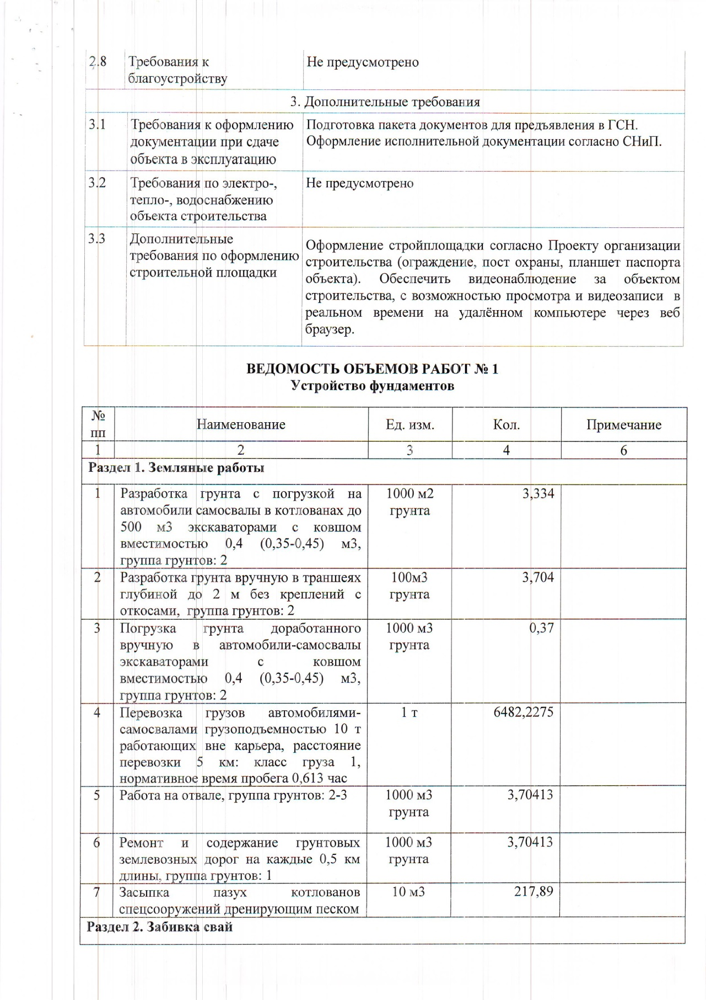 2.8 Требования к Не предусмотрено
благоустройству
3. Дополнительные требования
3.1 Требования к оформлению Подготовка пакета документов для предъявления в ГСН.
документации при сдаче Оформление исполнительной документации согласно СНиП.
объекта в эксплуатацию
3.2 Требования по электро-, Не предусмотрено
тепло-, водоснабжению
объекта строительства
3.3 Дополнительные
требования по оформлению
строительной площадки
Оформление стройплощадки согласно Проекту организации
строительства (ограждение, пост охраны, планшет паспорта
объекта). Обеспечить видеонаблюдение за объектом
строительства, с возможностью просмотра и видеозаписи в
реальном времени на удалённом компьютере через веб
браузер.
ВЕДОМОСТЬ ОБЪЕМОВ РАБОТ № 1
Устройство фундаментов
№ пп Наименование Ед. изм. Кол. Примечание
1 2 3 4 6
Раздел 1. Земляные работы
1 Разработка грунта с погрузкой на 1000 м2 3,334
автомобили самосвалы в котлованах до грунта
500 м3 экскаваторами с ковшом
вместимостью 0,4 (0,35-0,45) м3,
группа грунтов: 2
2 Разработка грунта вручную в траншеях 100м3 3,704
глубиной до 2 м без креплений с грунта
откосами, группа грунтов: 2
3 Погрузка грунта доработанного 1000 м3 0,37
вручную в автомобили-самосвалы грунта
экскаваторами с ковшом
вместимостью 0,4 (0,35-0,45) м3,
группа грунтов: 2
4 Перевозка грузов автомобилями- 1 т 6482,2275
самосвалами грузоподъемностью 10 т
работающих вне карьера, расстояние
перевозки 5 км: класс груза 1,
нормативное время пробега 0,613 час
5 Работа на отвале, группа грунтов: 2-3 1000 м3 3,70413
грунта
6 Ремонт и содержание грунтовых 1000 м3 3,70413
землевозных дорог на каждые 0,5 км грунта
длины, группа грунтов: 1
7 Засыпка пазух котлованов 10 м3 217,89
спецсооружений дренирующим песком
Раздел 2. Забивка свай